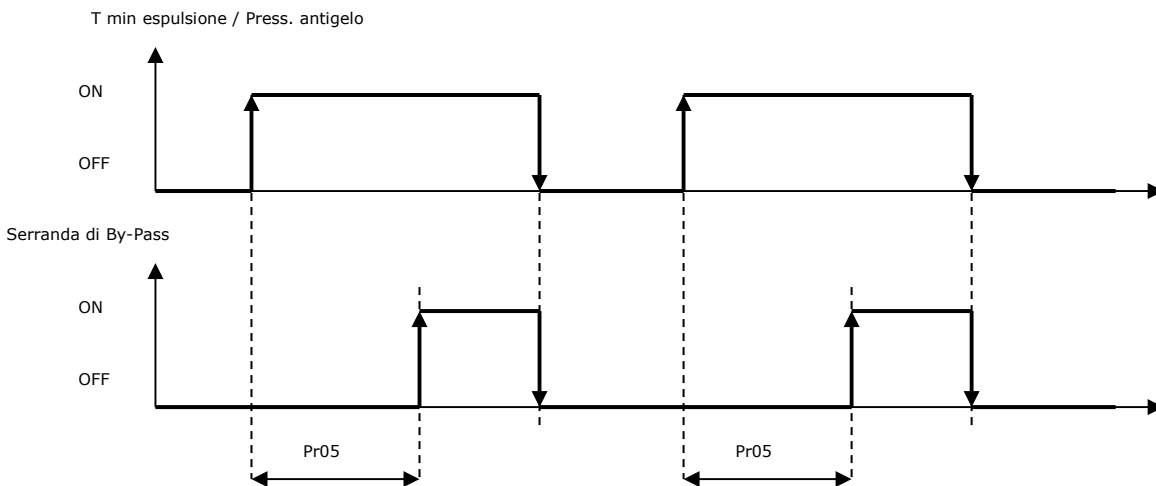 T min espulsione / Press. antigelo
ON
OFF
Serranda di By-Pass
ON
OFF
Pr05
Pr05